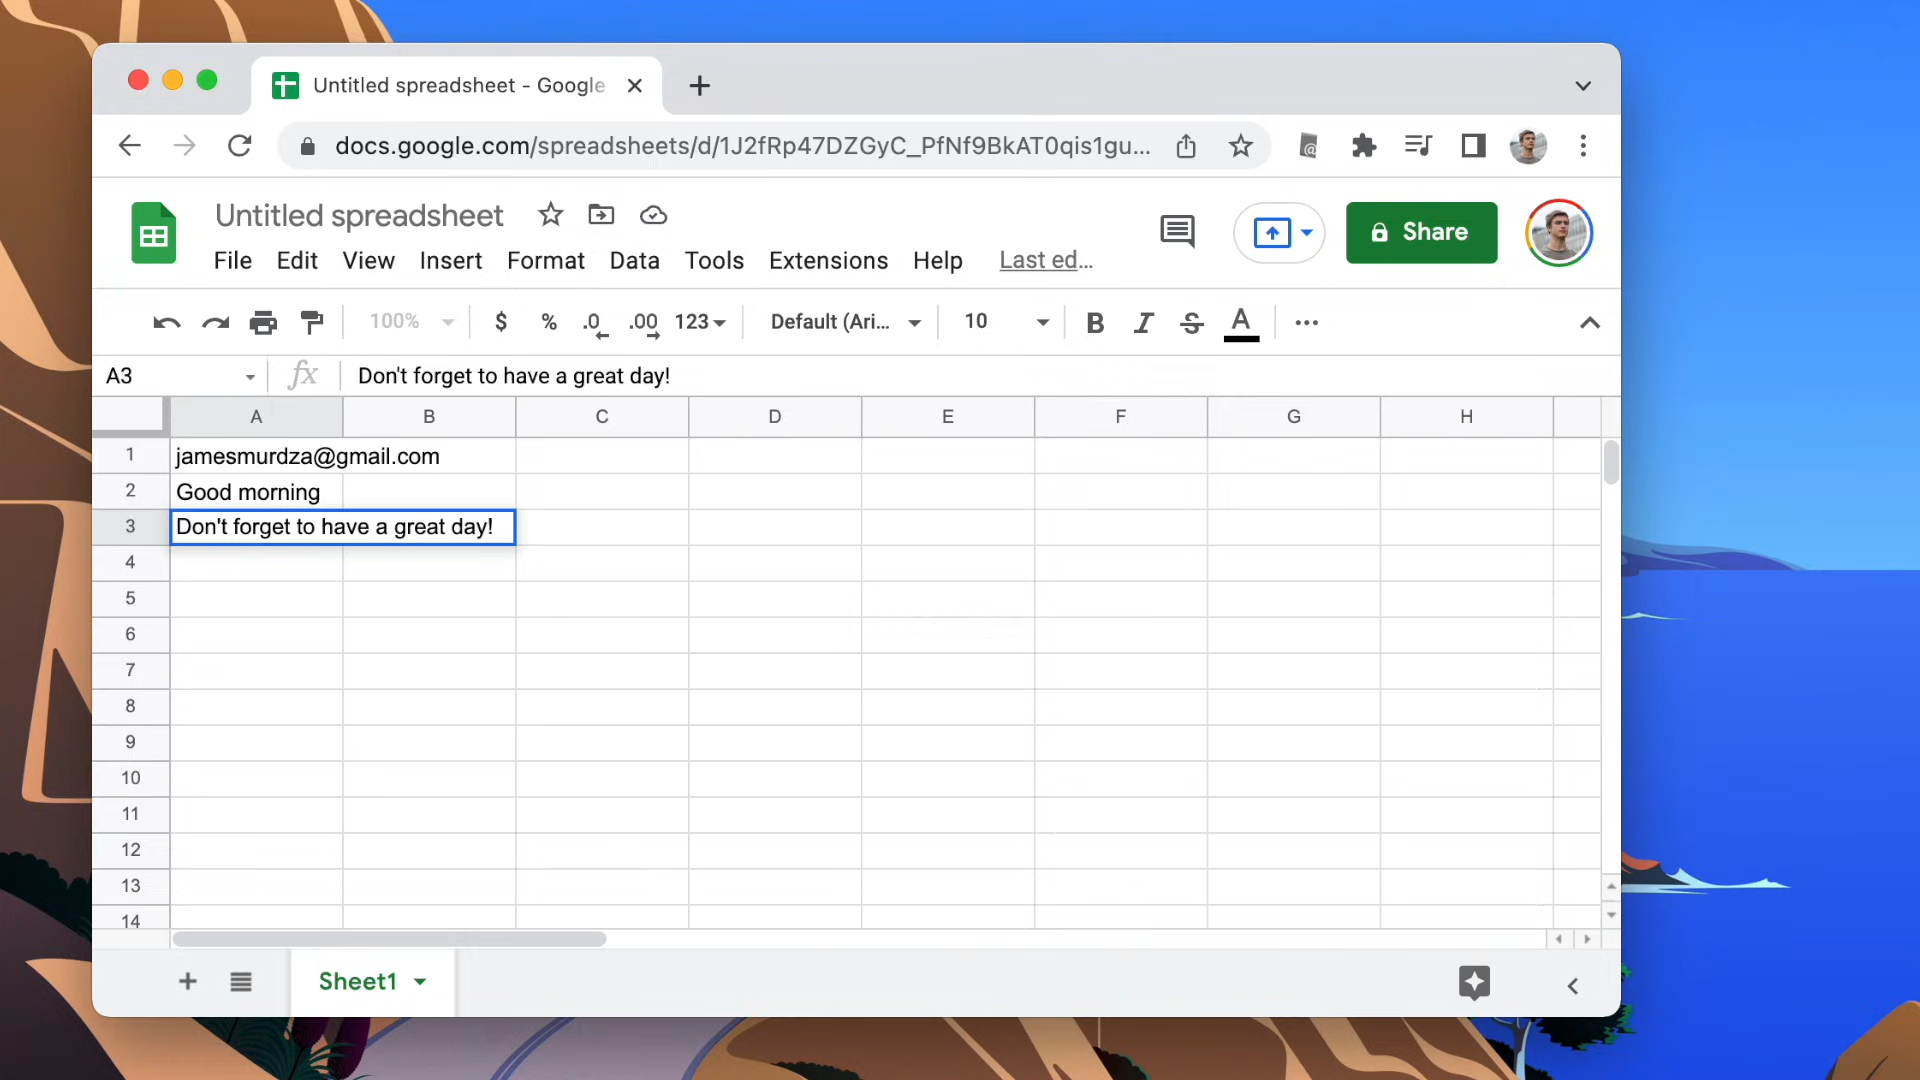 Untitled spreadsheet - Google
docs.google.com/spreadsheets/d/1J2fRp47DZGyC_PfNf9BkAT0qis1gu...
Untitled spreadsheet
File Edit View Insert Format Data Tools Extensions Help Last ed...
Share
100% $ % .0 .00 123 Default (Ari... 10 B I S A
A3 fx Don't forget to have a great day!
A B C D E F G H
1 jamesmurdza@gmail.com
2 Good morning
3 Don't forget to have a great day!
4
5
6
7
8
9
10
11
12
13
14
Sheet1